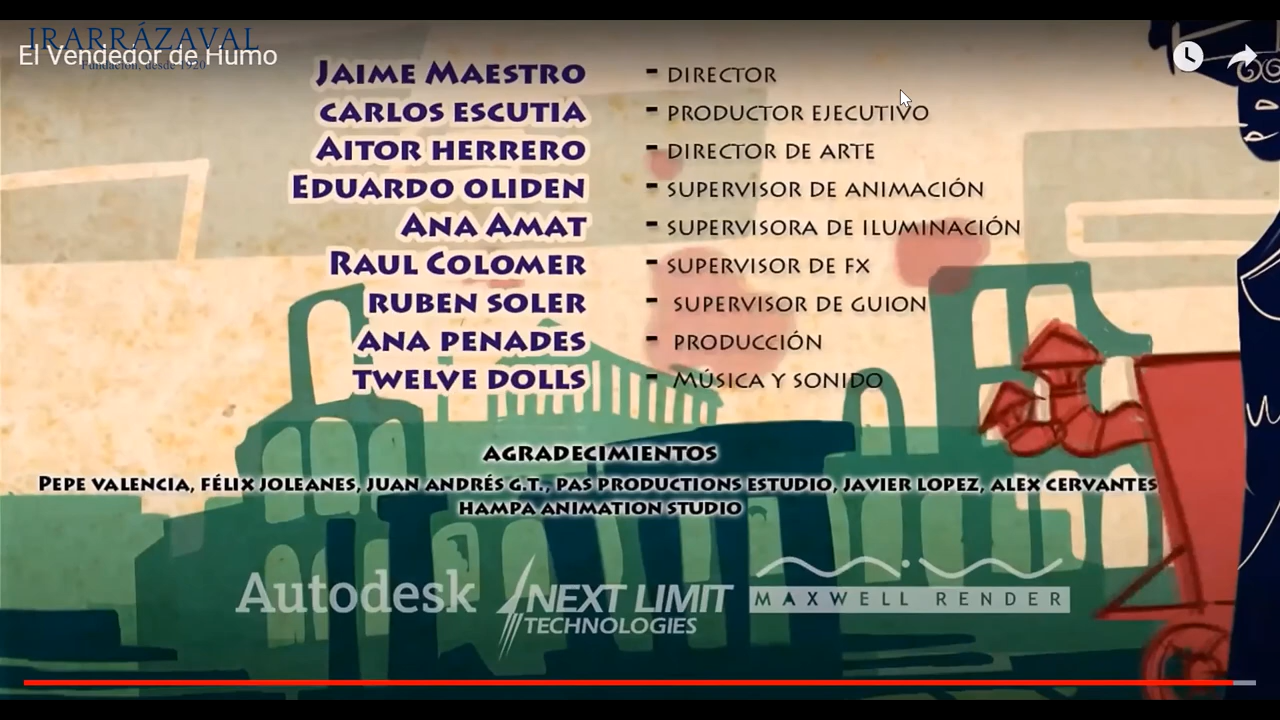 IRARRÁZAVAL
El Vendedor de Humo
Fundación, desde 1920
JAIME MAESTRO - DIRECTOR
CARLOS ESCUTIA - PRODUCTOR EJECUTIVO
AITOR HERRERO - DIRECTOR DE ARTE
EDUARDO OLIDEN - SUPERVISOR DE ANIMACIÓN
ANA AMAT - SUPERVISORA DE ILUMINACIÓN
RAUL COLOMER - SUPERVISOR DE FX
RUBEN SOLER - SUPERVISOR DE GUION
ANA PENADES - PRODUCCIÓN
TWELVE DOLLS - MÚSICA Y SONIDO
AGRADECIMIENTOS
PEPE VALENCIA, FÉLIX JOLEANES, JUAN ANDRÉS G.T., PAS PRODUCTIONS ESTUDIO, JAVIER LOPEZ, ALEX CERVANTES
HAMPA ANIMATION STUDIO
Autodesk NEXT LIMIT TECHNOLOGIES MAXWELL RENDER